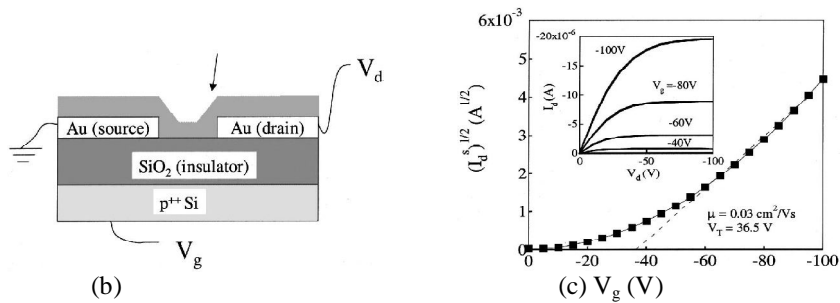 V_d
Au (source)
Au (drain)
SiO₂ (insulator)
p⁺⁺ Si
V_g
(b)
6x10⁻³
5
4
3
2
1
0
(I_d^s)^1/2 (A^1/2)
-20x10⁻⁶
-15
-10
-5
0
I_d (A)
-100V
V_g=-80V
-60V
-40V
0
-50
-100
V_d (V)
μ = 0.03 cm²/Vs
V_T = 36.5 V
0
-20
-40
-60
-80
-100
(c) V_g (V)